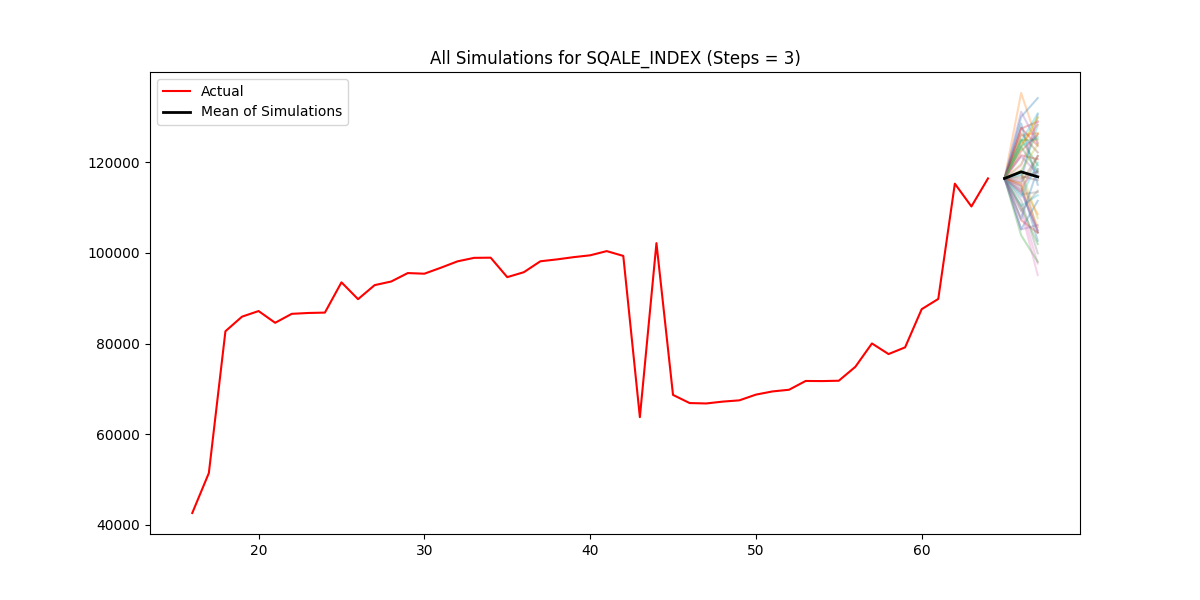 All Simulations for SQALE_INDEX (Steps = 3)
Actual
Mean of Simulations
120000
100000
80000
60000
40000
20 30 40 50 60